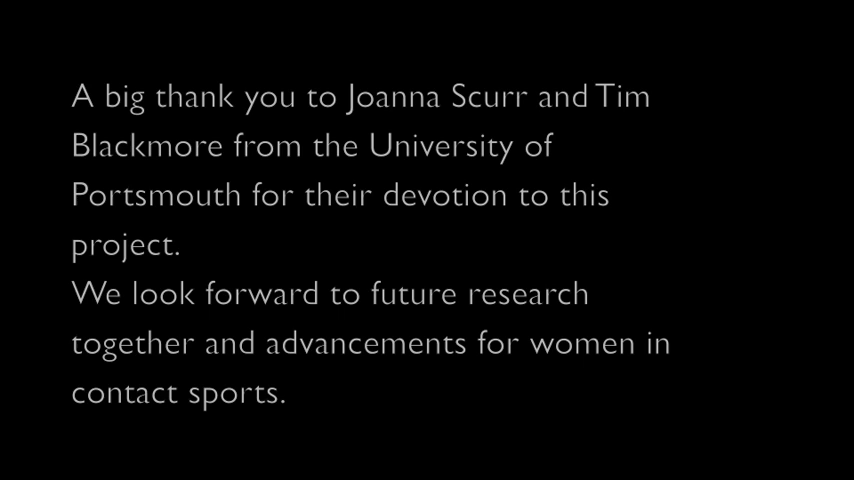 A big thank you to Joanna Scurr and Tim
Blackmore from the University of
Portsmouth for their devotion to this
project.
We look forward to future research
together and advancements for women in
contact sports.